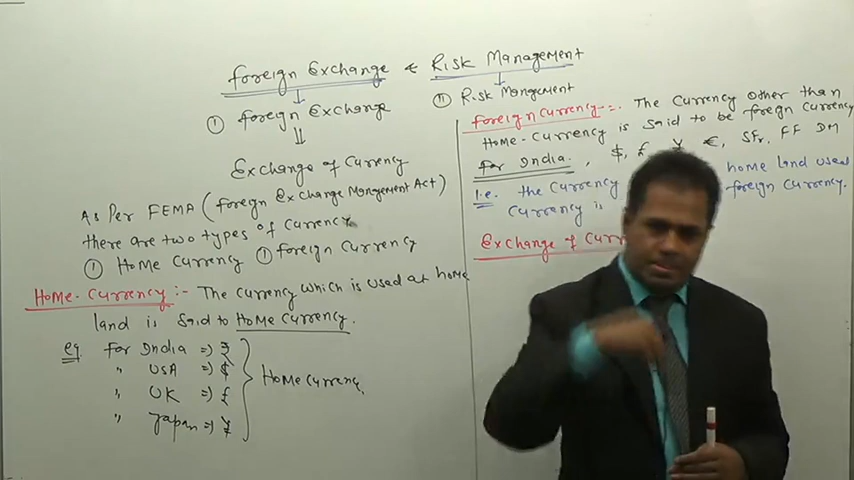 Foreign Exchange & Risk Management
① Foreign Exchange
⇓
Exchange of Currency
As Per FEMA (Foreign Exchange Mangement Act)
there are two types of currency
① Home Currency ① Foreign Currency
Home-Currency :- The currency which is used at home
land is said to Home Currency.
eg. for India => ₹
" USA => $
" UK => £
" Japan => ¥
Home Currency
② Risk Management
Foreign Currency :- The Currency Other than
Home-Currency is said to be foreign currency
for India. , $, £, ¥ €, SFr, FF DM
i.e. the currency home land used
currency is foreign currency.
Exchange of